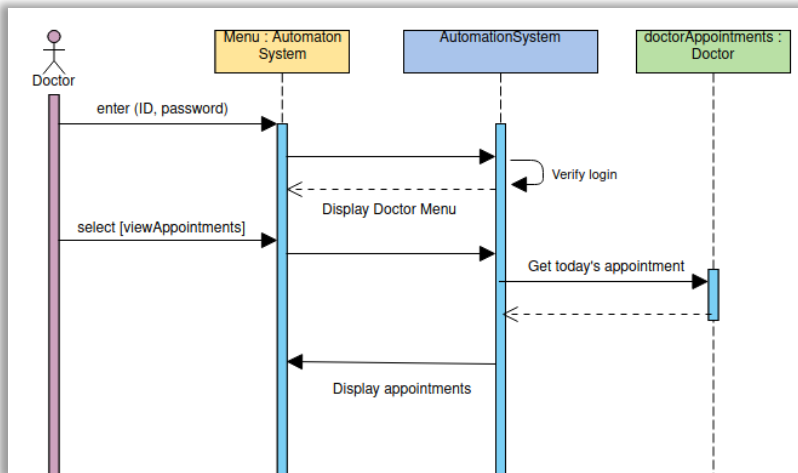 Menu : Automaton
System
AutomationSystem
doctorAppointments :
Doctor
Doctor
enter (ID, password)
Verify login
Display Doctor Menu
select [viewAppointments]
Get today's appointment
Display appointments